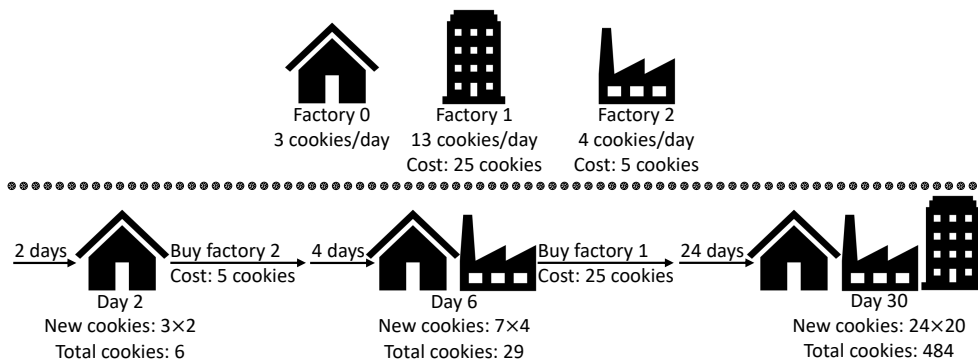 Factory 0
3 cookies/day
Factory 1
13 cookies/day
Cost: 25 cookies
Factory 2
4 cookies/day
Cost: 5 cookies
2 days
Buy factory 2
Cost: 5 cookies
4 days
Buy factory 1
Cost: 25 cookies
24 days
Day 2
New cookies: 3×2
Total cookies: 6
Day 6
New cookies: 7×4
Total cookies: 29
Day 30
New cookies: 24×20
Total cookies: 484